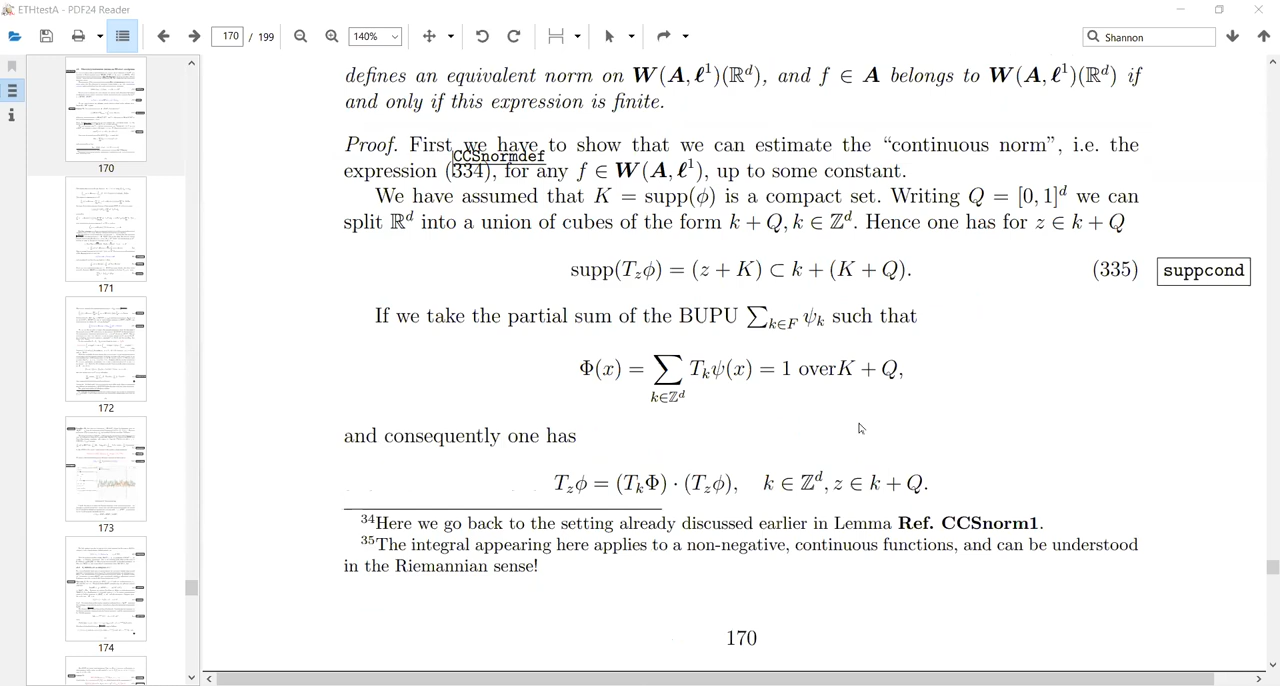 ETHtestA - PDF24 Reader
170 / 199
140%
Shannon
170
171
172
173
174
defines an equivalent norm on W(A, ℓ¹)(ℝᵈ), and f ∈ A belongs to W(A, ℓ¹)(ℝᵈ) if
and only if this expression is finite.
Proof. First we have to show that we can estimate the “continuous norm”, i.e. the
CCSnormdef
expression (334), for any f ∈ W(A, ℓ¹), up to some constant.
We have assumed that K = supp(ϕ) = a compact set. Writing Q = [0, 1]ᵈ we can
split ℝᵈ into a union of cubes of the form k + Q, k ∈ ℤᵈ. Hence one has for z ∈ k + Q
supp(T_zϕ) = (z + K) ⊂ k + (K + Q). (335) suppcond
If we take the partial sum of the BUPU ∑_{k∈F} ψ_k such that
Φ(x) = ∑_{k∈ℤᵈ} T_kψ(x) = 1 overK + Q,
and consequently one has
T_zϕ = (T_kΦ) · (T_zϕ), k ∈ ℤᵈ, z ∈ k + Q.
³⁴Here we go back to the setting already discussed earlier in Lemma Ref. CCSnorm1.
³⁵The integral appearing here applies to a non-negative, continuous functions, and can be understood
in the Riemannian sense!
170